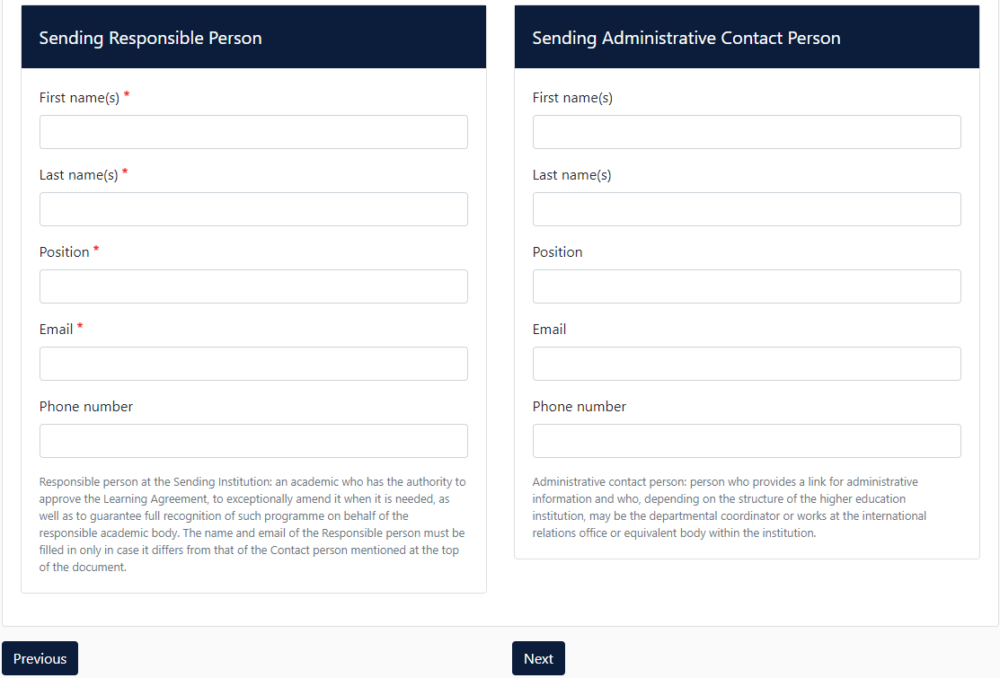 Sending Responsible Person
First name(s) *
Last name(s) *
Position *
Email *
Phone number
Responsible person at the Sending Institution: an academic who has the authority to
approve the Learning Agreement, to exceptionally amend it when it is needed, as
well as to guarantee full recognition of such programme on behalf of the
responsible academic body. The name and email of the Responsible person must be
filled in only in case it differs from that of the Contact person mentioned at the top
of the document.
Sending Administrative Contact Person
First name(s)
Last name(s)
Position
Email
Phone number
Administrative contact person: person who provides a link for administrative
information and who, depending on the structure of the higher education
institution, may be the departmental coordinator or works at the international
relations office or equivalent body within the institution.
Previous
Next